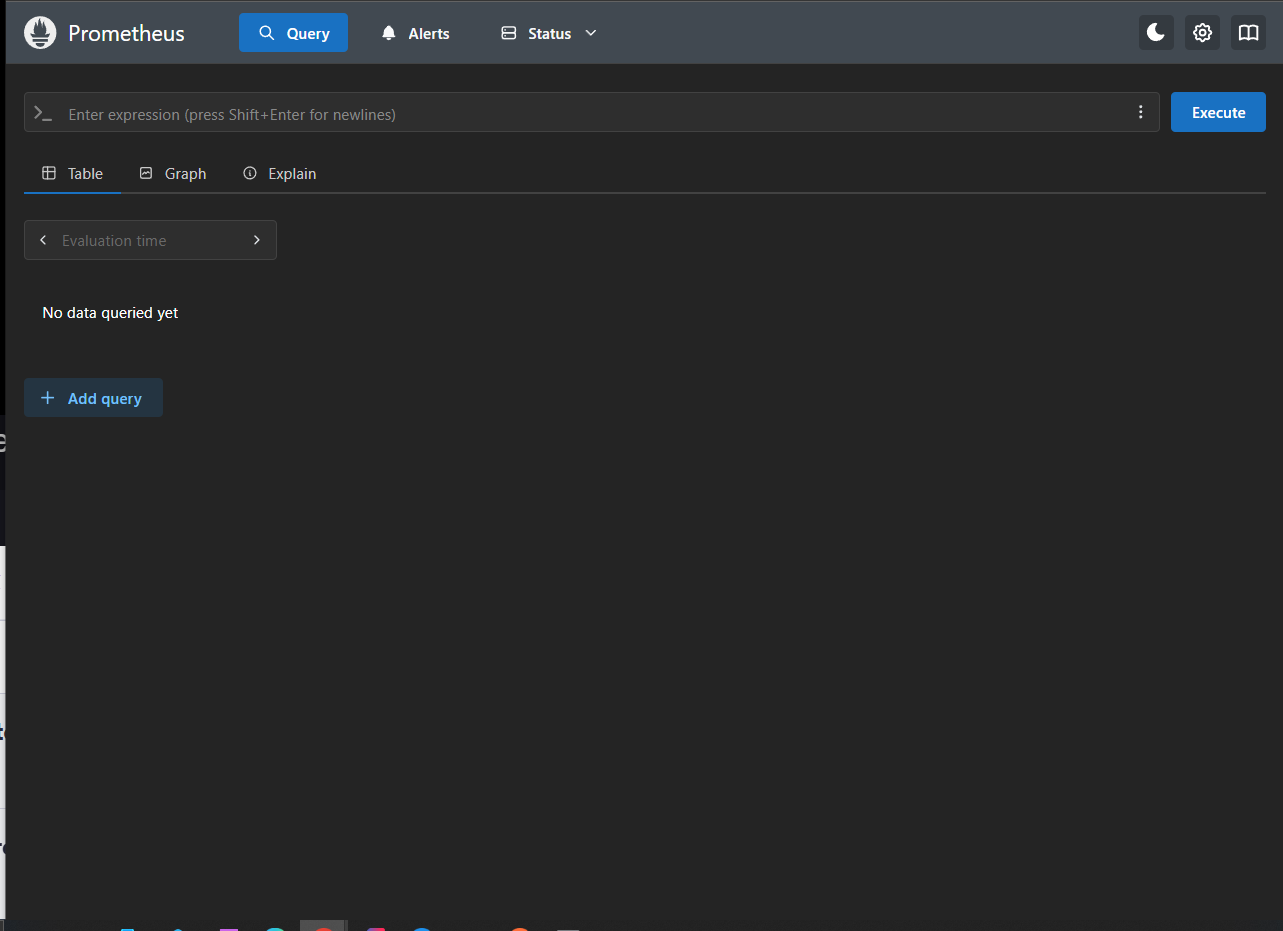 Prometheus
Query
Alerts
Status
Enter expression (press Shift+Enter for newlines)
Execute
Table
Graph
Explain
Evaluation time
No data queried yet
Add query